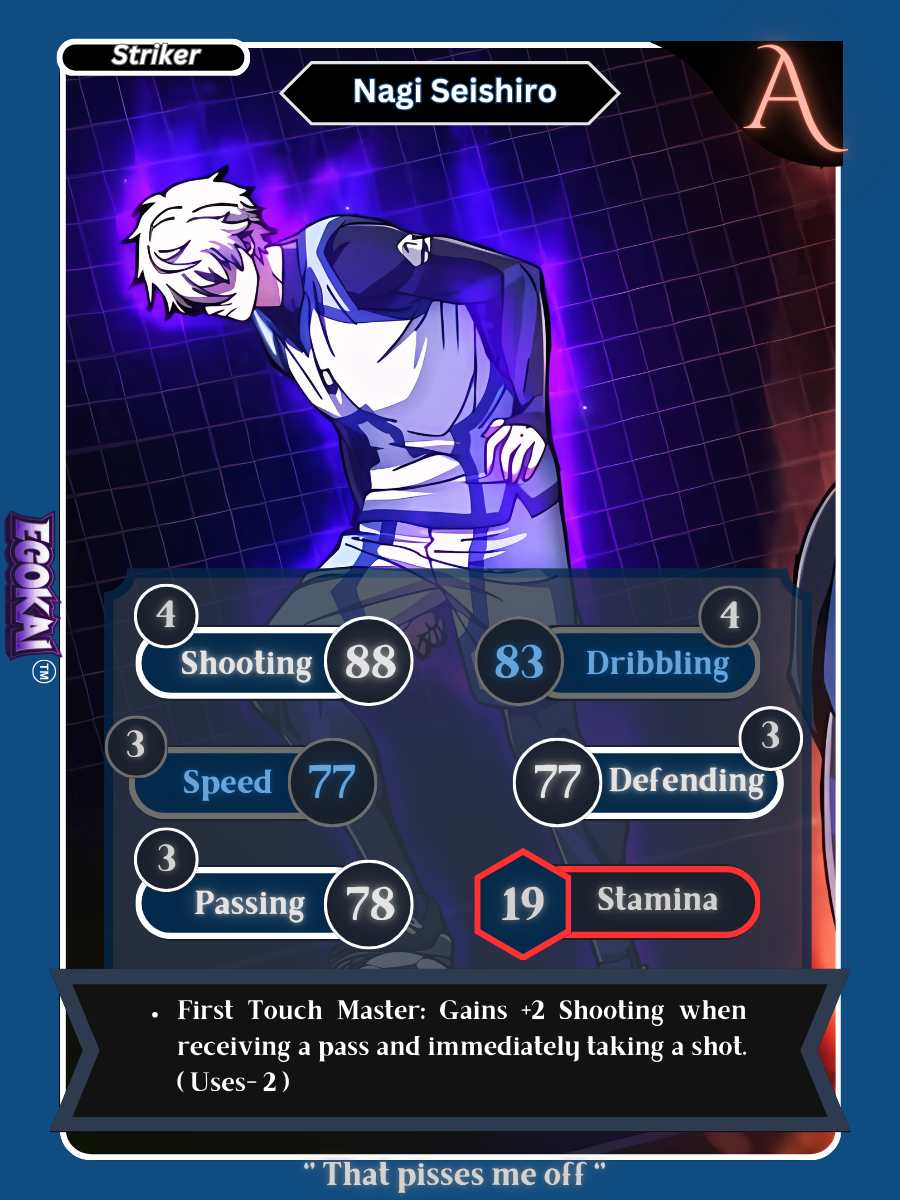 Striker
Nagi Seishiro
A
EGOKAI
TM
4
Shooting 88
4
83 Dribbling
3
Speed 77
3
77 Defending
3
Passing 78
19 Stamina
• First Touch Master: Gains +2 Shooting when
receiving a pass and immediately taking a shot.
( Uses- 2 )
“ That pisses me off ”